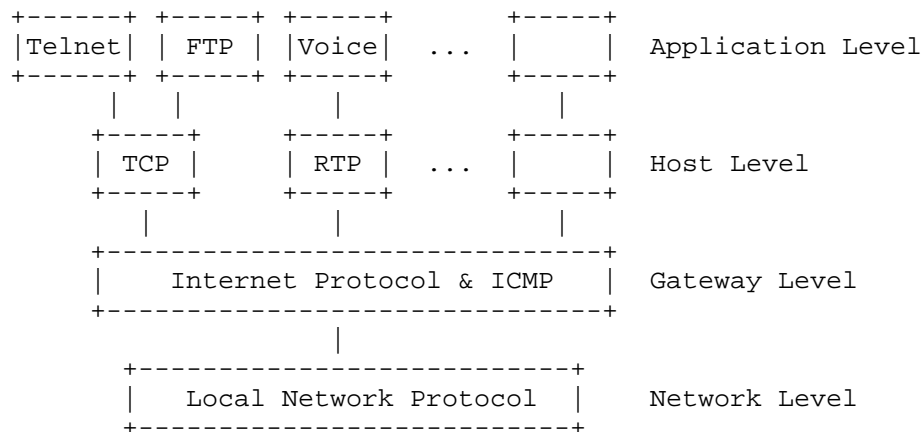 Telnet FTP Voice ... Application Level
TCP RTP ... Host Level
Internet Protocol & ICMP Gateway Level
Local Network Protocol Network Level